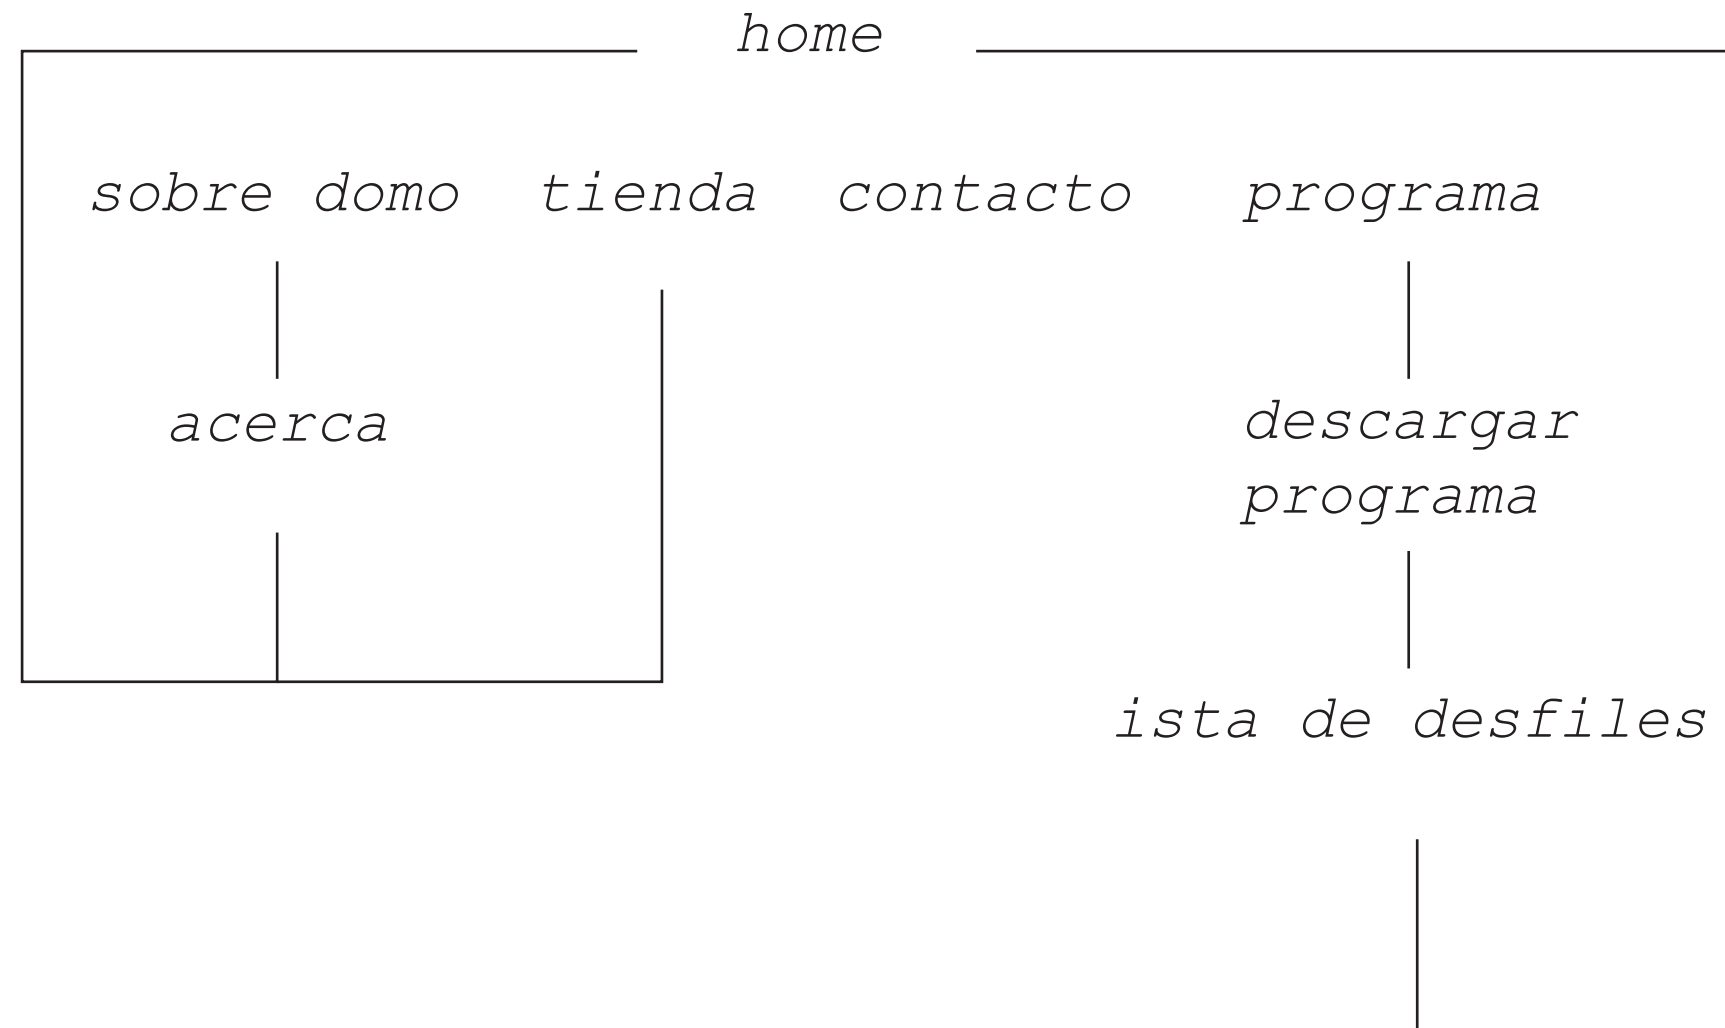 home
sobre domo tienda contacto programa
acerca
descargar
programa
ista de desfiles